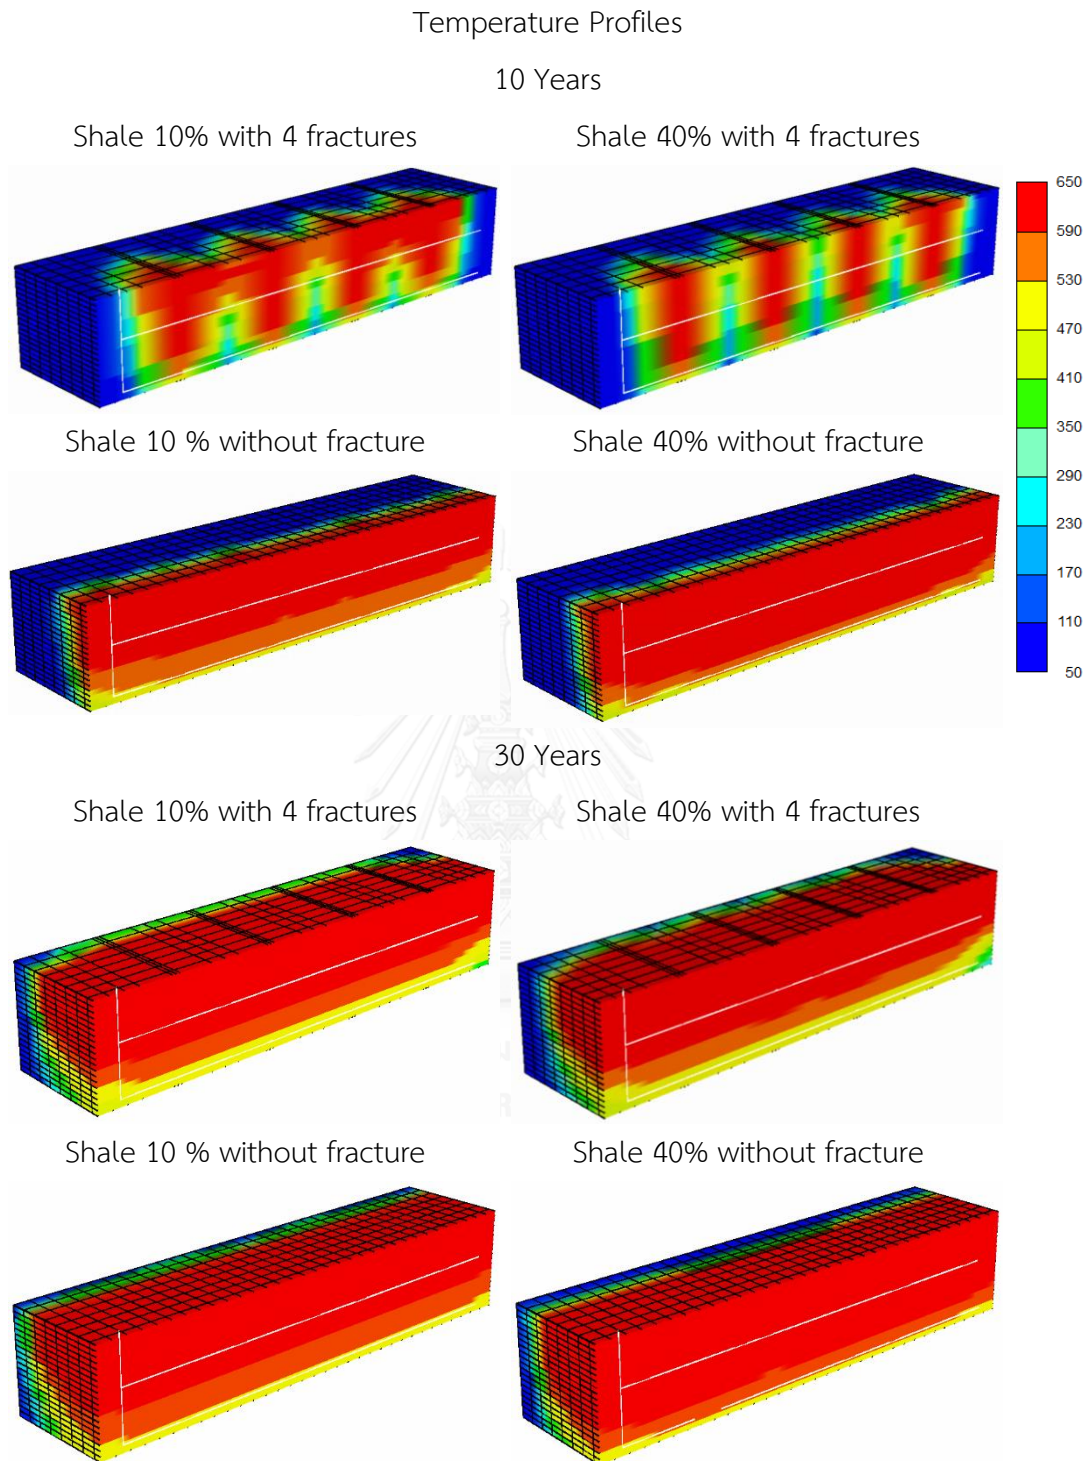 Temperature Profiles
10 Years
Shale 10% with 4 fractures
Shale 40% with 4 fractures
650
590
530
470
410
350
290
230
170
110
50
Shale 10 % without fracture
Shale 40% without fracture
30 Years
Shale 10% with 4 fractures
Shale 40% with 4 fractures
Shale 10 % without fracture
Shale 40% without fracture